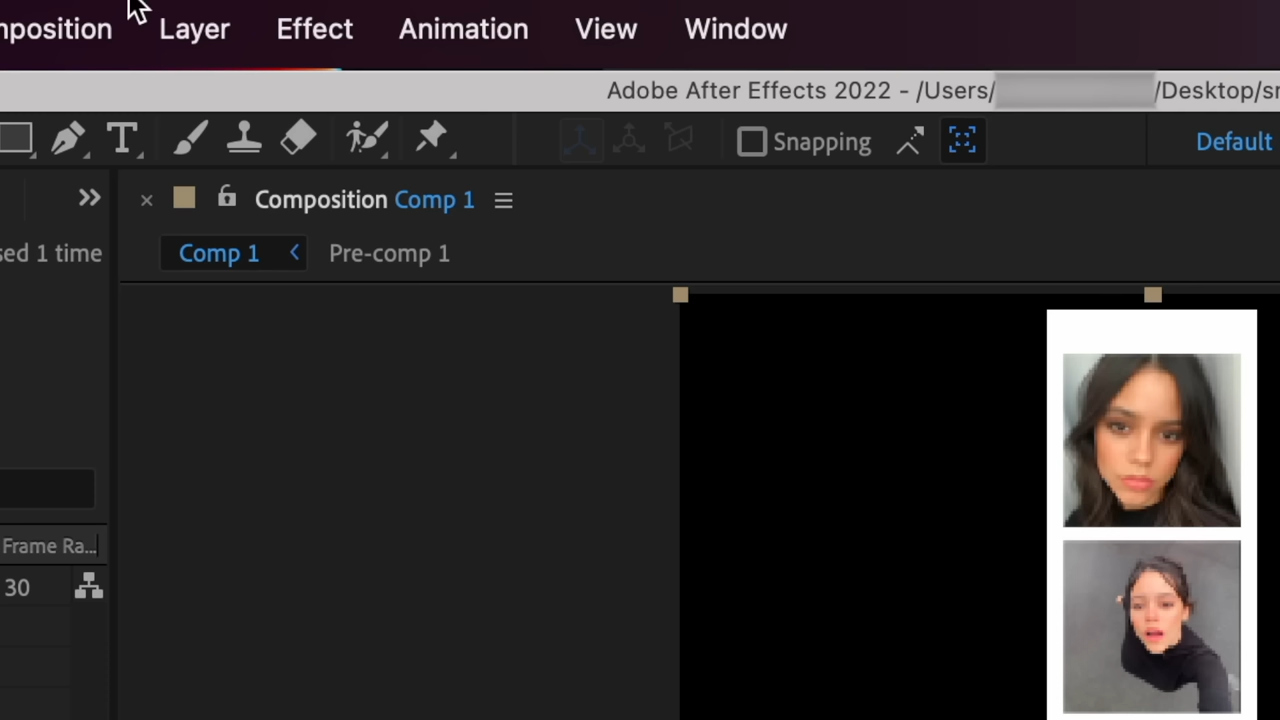 mposition Layer Effect Animation View Window
Adobe After Effects 2022 - /Users/ /Desktop/sr
T Snapping Default
Composition Comp 1
sed 1 time Comp 1 Pre-comp 1
Frame Ra...
30